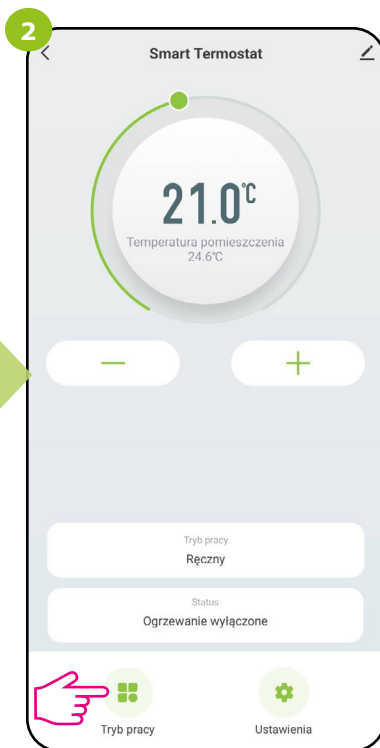 2
Smart Termostat
21.0°C
Temperatura pomieszczenia
24.6°C
Tryb pracy
Ręczny
Status
Ogrzewanie wyłączone
Tryb pracy
Ustawienia